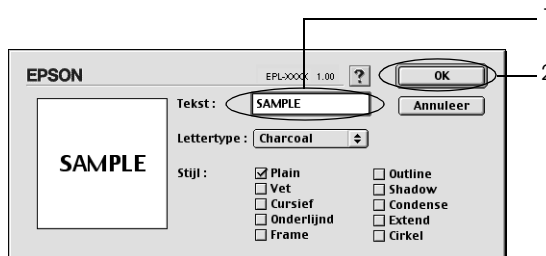 1
EPSON
EPL-XXXX 1.00 ? OK
2
Tekst : SAMPLE Annuleer
Lettertype : Charcoal
SAMPLE
Stijl : Plain Outline
Vet Shadow
Cursief Condense
Onderlijnd Extend
Frame Cirkel